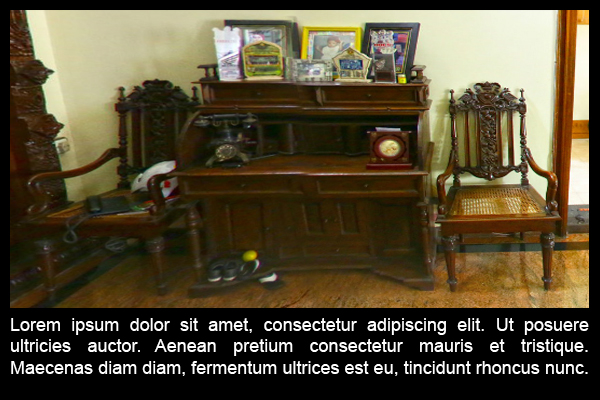 Lorem ipsum dolor sit amet, consectetur adipiscing elit. Ut posuere
ultricies auctor. Aenean pretium consectetur mauris et tristique.
Maecenas diam diam, fermentum ultrices est eu, tincidunt rhoncus nunc.